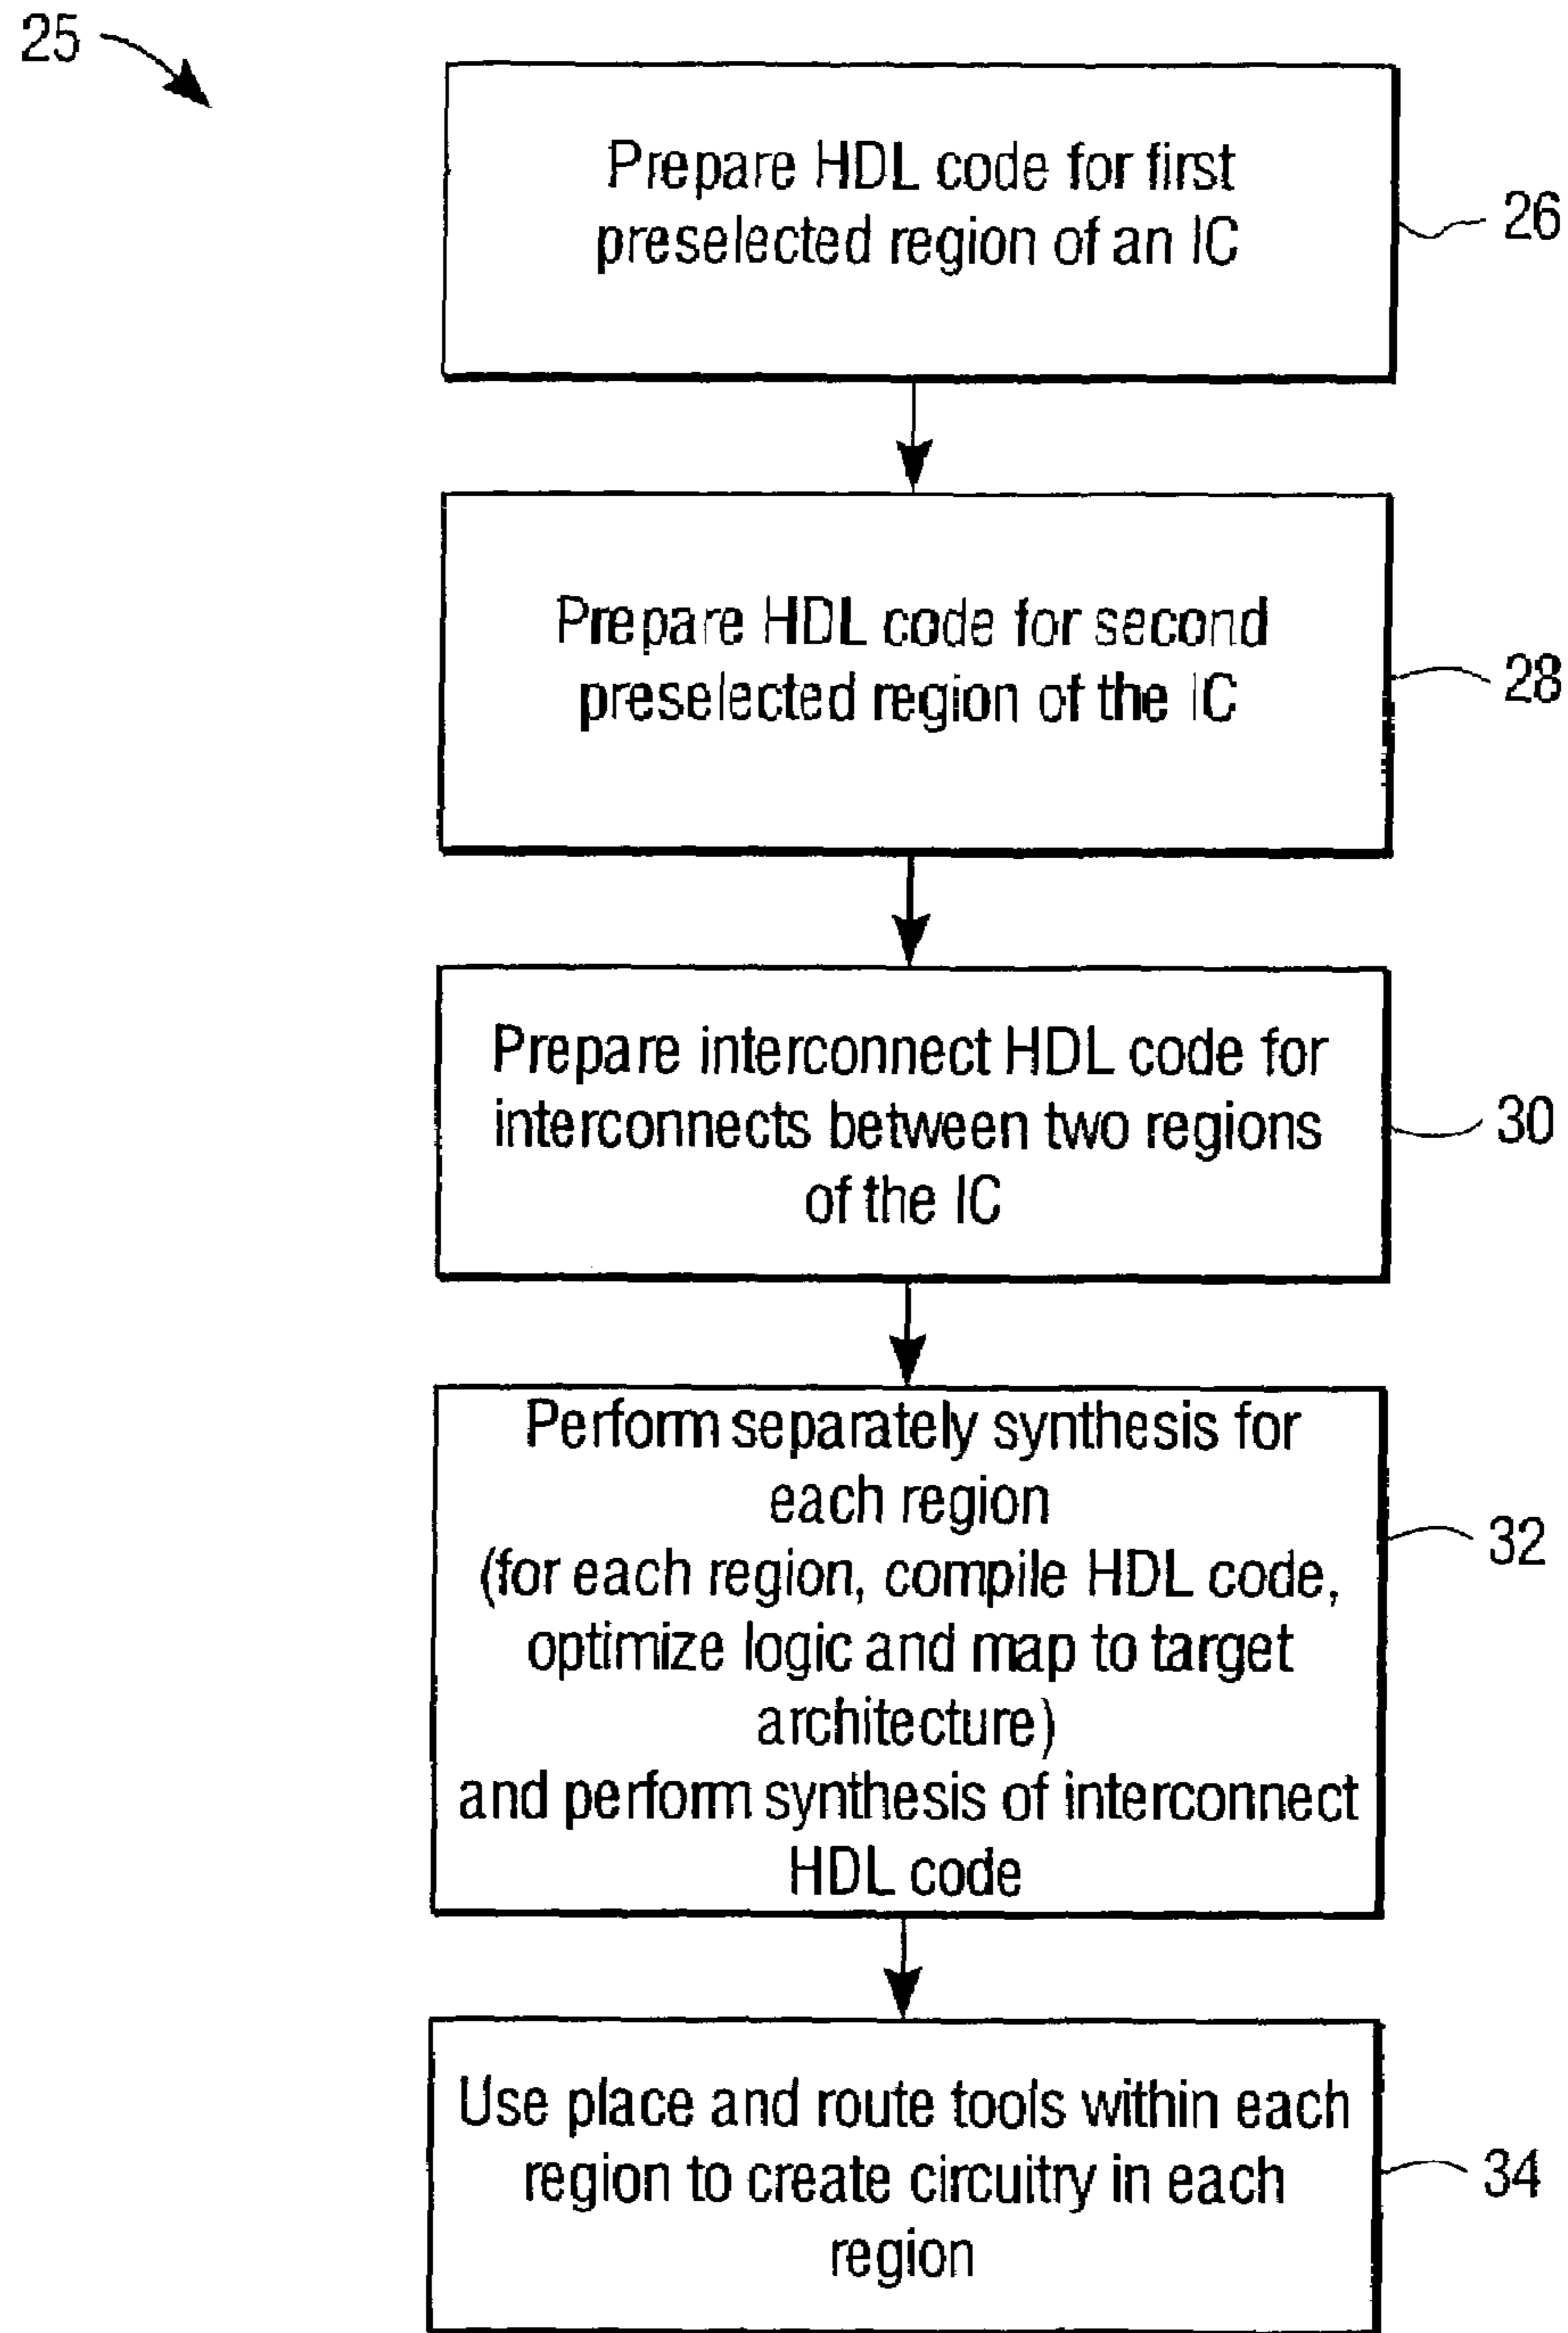 25
Prepare HDL code for first
preselected region of an IC
26
Prepare HDL code for second
preselected region of the IC
28
Prepare interconnect HDL code for
interconnects between two regions
of the IC
30
Perform separately synthesis for
each region
(for each region, compile HDL code,
optimize logic and map to target
architecture)
and perform synthesis of interconnect
HDL code
32
Use place and route tools within each
region to create circuitry in each
region
34